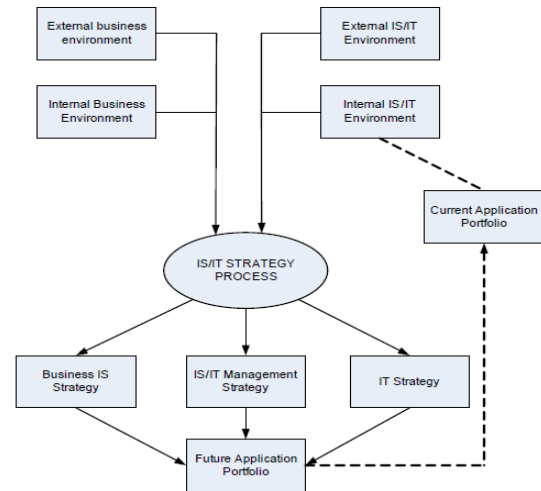 External business
environment
External IS/IT
Environment
Internal Business
Environment
Internal IS/IT
Environment
Current Application
Portfolio
IS/IT STRATEGY
PROCESS
Business IS
Strategy
IS/IT Management
Strategy
IT Strategy
Future Application
Portfolio